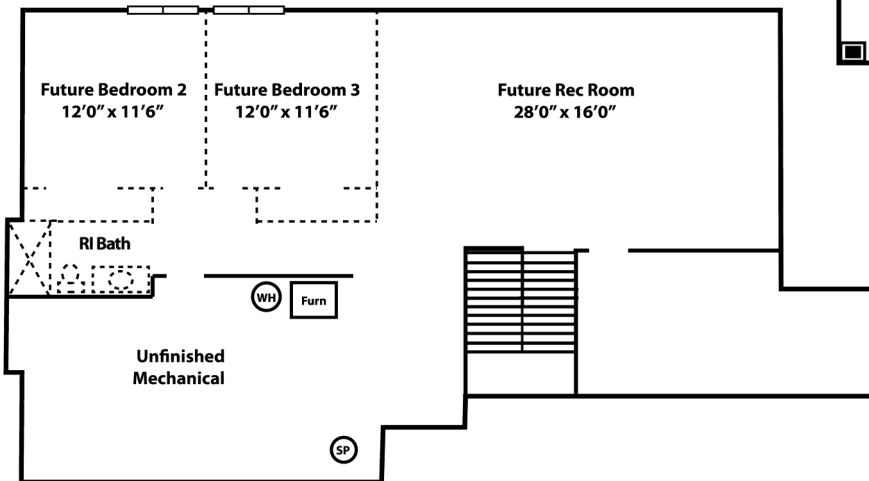 Future Bedroom 2
12’0” x 11’6”
Future Bedroom 3
12’0” x 11’6”
Future Rec Room
28’0” x 16’0”
RI Bath
WH
Furn
Unfinished
Mechanical
SP